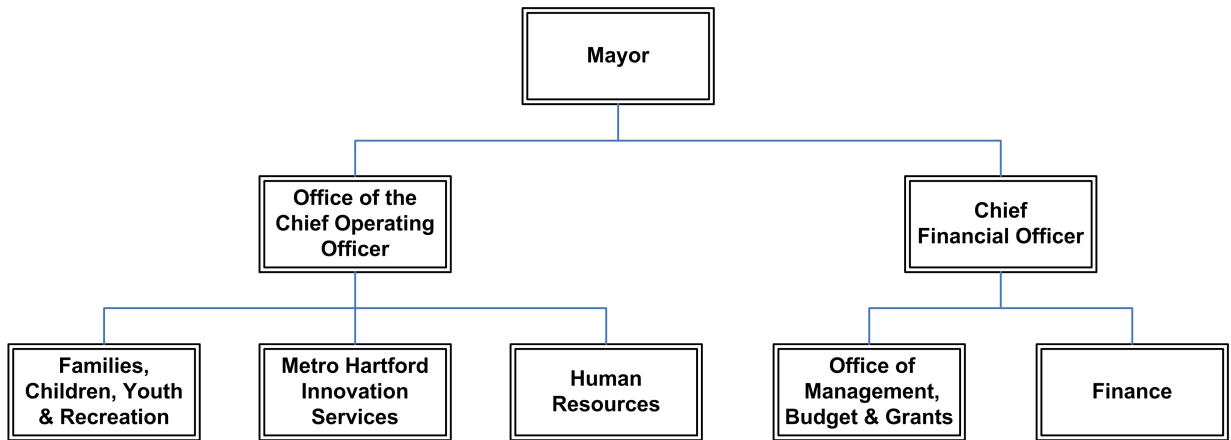 Mayor
Office of the
Chief Operating
Officer
Chief
Financial Officer
Families,
Children, Youth
& Recreation
Metro Hartford
Innovation
Services
Human
Resources
Office of
Management,
Budget & Grants
Finance